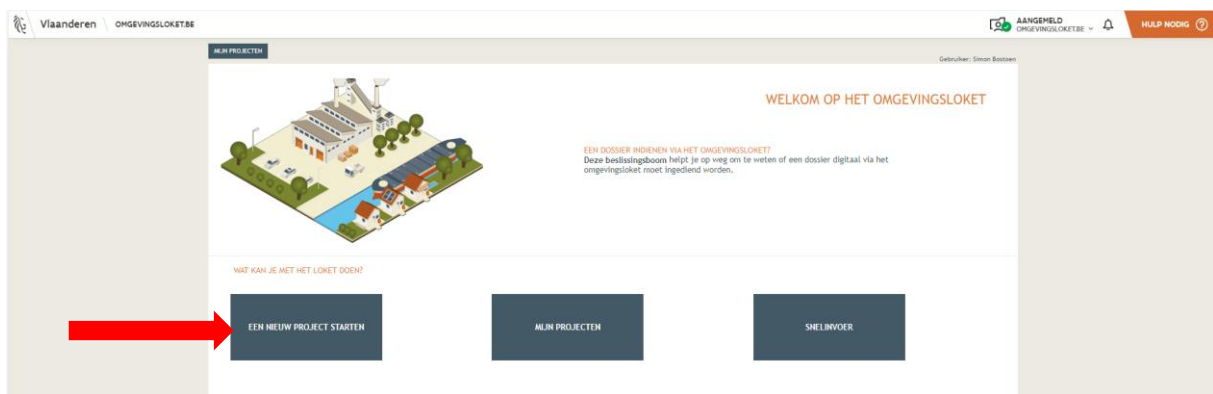 Vlaanderen
OMGEVINGSLOKET.BE
AANGEMELD
OMGEVINGSLOKET.BE
HULP NODIG
MIJN PROJECTEN
Gebruiker: Simon Bastoen
WELKOM OP HET OMGEVINGSLOKET
EEN DOSSIER INDIENEN VIA HET OMGEVINGSLOKET?
Deze beslissingsboom helpt je op weg om te weten of een dossier digitaal via het
omgevingsloket moet ingediend worden.
WAT KAN JE MET HET LOKET DOEN?
EEN NIEUW PROJECT STARTEN
MIJN PROJECTEN
SNELINVOER